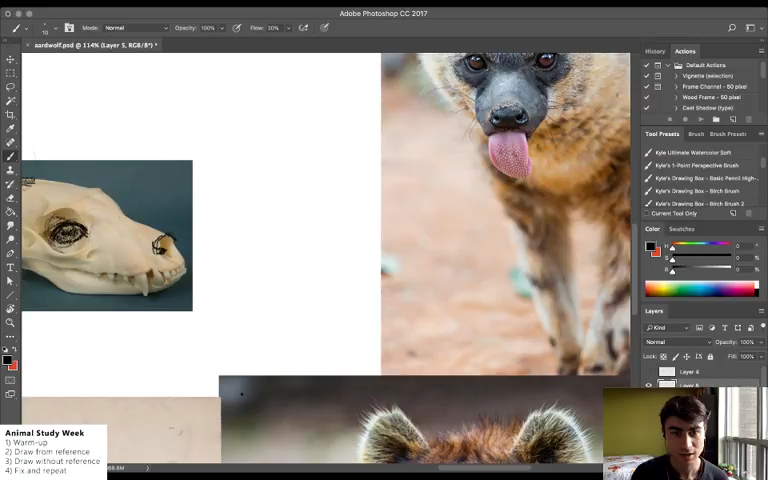 Adobe Photoshop CC 2017
10 Mode: Normal Opacity: 100% Flow: 30%
× aardwolf.psd @ 114% (Layer 5, RGB/8*) *
History Actions
Default Actions
Vignette (selection)
Frame Channel - 50 pixel
Wood Frame - 50 pixel
Cast Shadow (type)
Tool Presets Brush Brush Presets
Kyle Ultimate Watercolor Soft
Kyle's 1-Point Perspective Brush
Kyle's Drawing Box - Basic Pencil High-...
Kyle's Drawing Box - Birch Brush
Kyle's Drawing Box - Birch Brush 2
Current Tool Only
Color Swatches
H 0 °
S 0 %
B 0 %
Layers
Kind
Normal Opacity: 100%
Lock: Fill: 100%
Layer 4
Animal Study Week
1) Warm-up
2) Draw from reference
3) Draw without reference
4) Fix and repeat